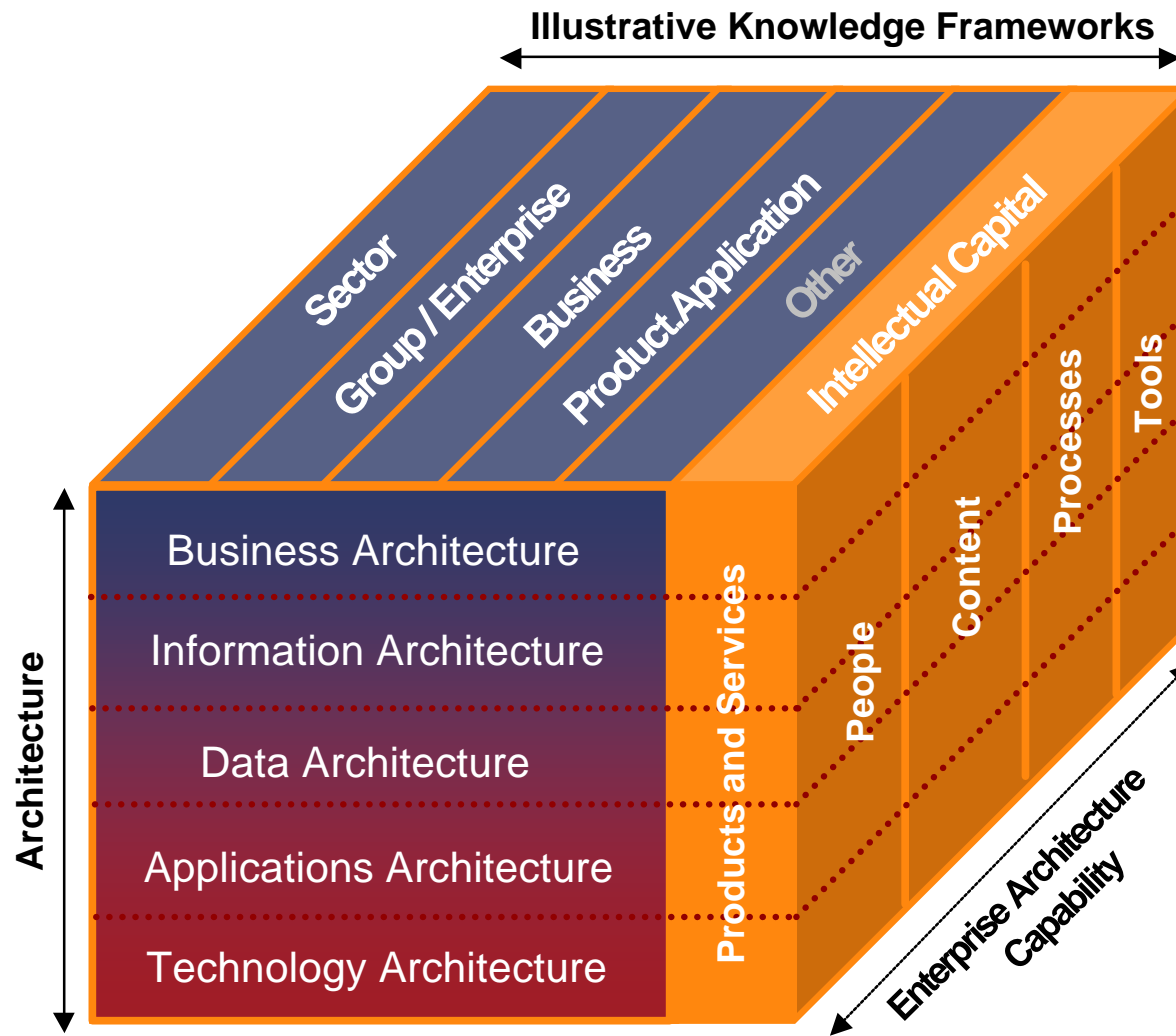 Illustrative Knowledge Frameworks
Sector
Group / Enterprise
Business
Product.Application
Other
Intellectual Capital
Architecture
Business Architecture
Information Architecture
Data Architecture
Applications Architecture
Technology Architecture
Products and Services
People
Content
Processes
Tools
Enterprise Architecture
Capability